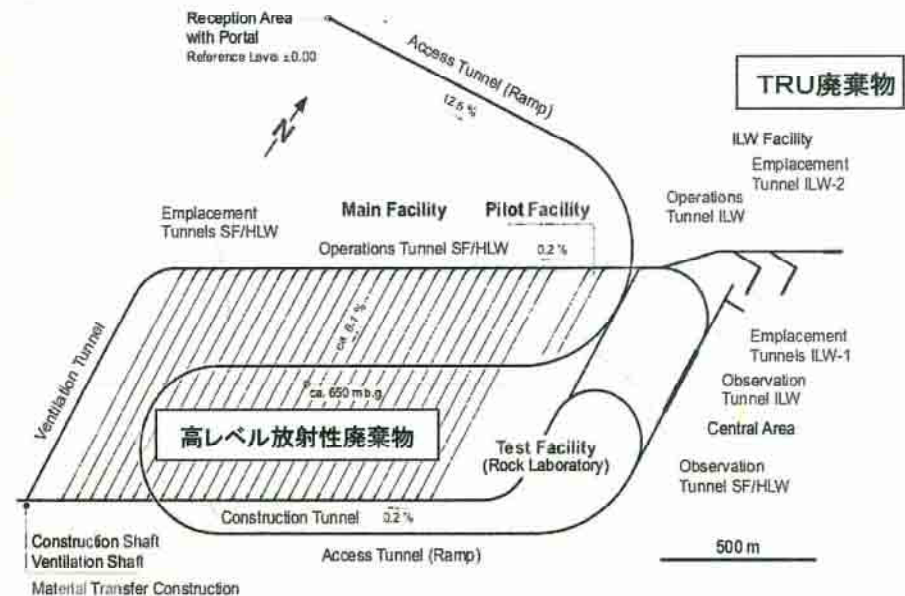 Reception Area
with Portal
Reference Level ±0.00
Access Tunnel (Ramp)
12.5 %
N
TRU廃棄物
ILW Facility
Emplacement
Tunnel ILW-2
Operations
Tunnel ILW
Emplacement
Tunnels SF/HLW
Main Facility
Pilot Facility
Operations Tunnel SF/HLW
0.2 %
ca. 6.1 %
Ventilation Tunnel
ca. 650 m b.g.
高レベル放射性廃棄物
Test Facility
(Rock Laboratory)
Emplacement
Tunnels ILW-1
Observation
Tunnel ILW
Central Area
Observation
Tunnel SF/HLW
Construction Tunnel
0.2 %
Access Tunnel (Ramp)
500 m
Construction Shaft
Ventilation Shaft
Material Transfer Construction